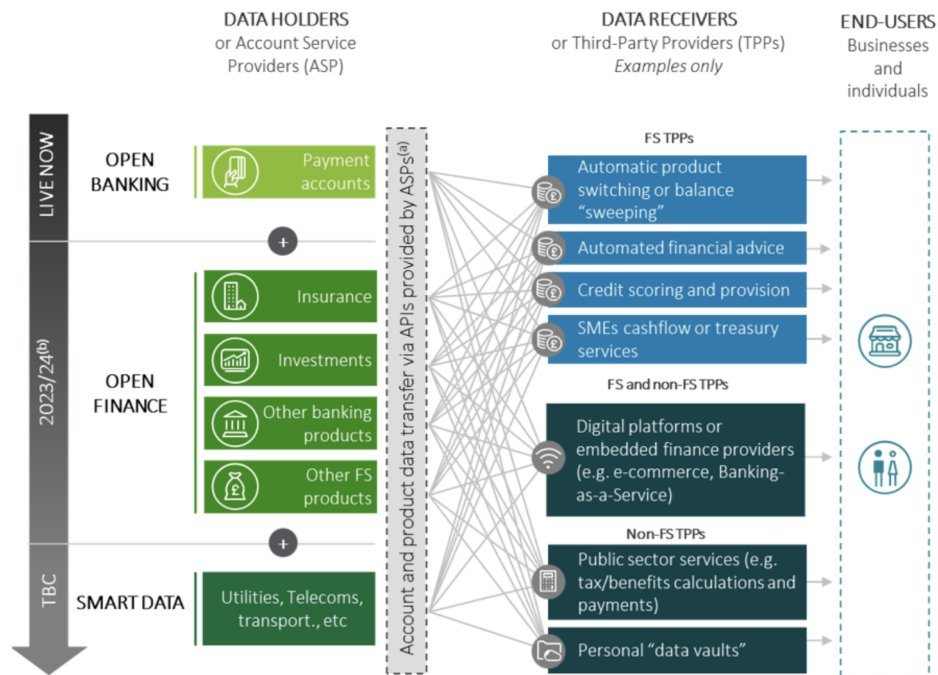 DATA HOLDERS
or Account Service
Providers (ASP)
DATA RECEIVERS
or Third-Party Providers (TPPs)
Examples only
END-USERS
Businesses
and
individuals
LIVE NOW
2023/24(b)
TBC
OPEN
BANKING
Payment
accounts
OPEN
FINANCE
Insurance
Investments
Other banking
products
Other FS
products
SMART DATA
Utilities, Telecoms,
transport., etc
Account and product data transfer via APIs provided by ASPs(a)
FS TPPs
Automatic product
switching or balance
“sweeping”
Automated financial advice
Credit scoring and provision
SMEs cashflow or treasury
services
FS and non-FS TPPs
Digital platforms or
embedded finance providers
(e.g. e-commerce, Banking-
as-a-Service)
Non-FS TPPs
Public sector services (e.g.
tax/benefits calculations and
payments)
Personal “data vaults”